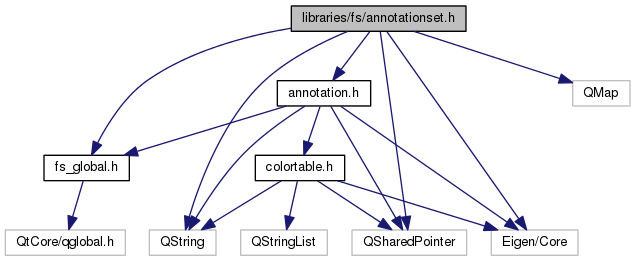 libraries/fs/annotationset.h
annotation.h
QMap
fs_global.h
colortable.h
QtCore/qglobal.h
QString
QStringList
QSharedPointer
Eigen/Core